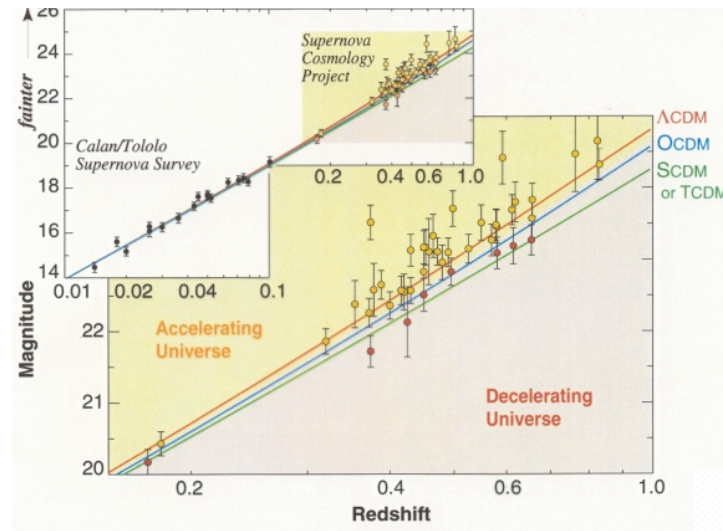 26
24
22
20
18
16
14
fainter
Supernova
Cosmology
Project
Calan/Tololo
Supernova Survey
0.2 0.4 0.6 1.0
0.01 0.02 0.04 0.1
ΛCDM
OCDM
SCDM
or TCDM
Magnitude
22
21
20
Accelerating
Universe
Decelerating
Universe
0.2 0.4 0.6 1.0
Redshift